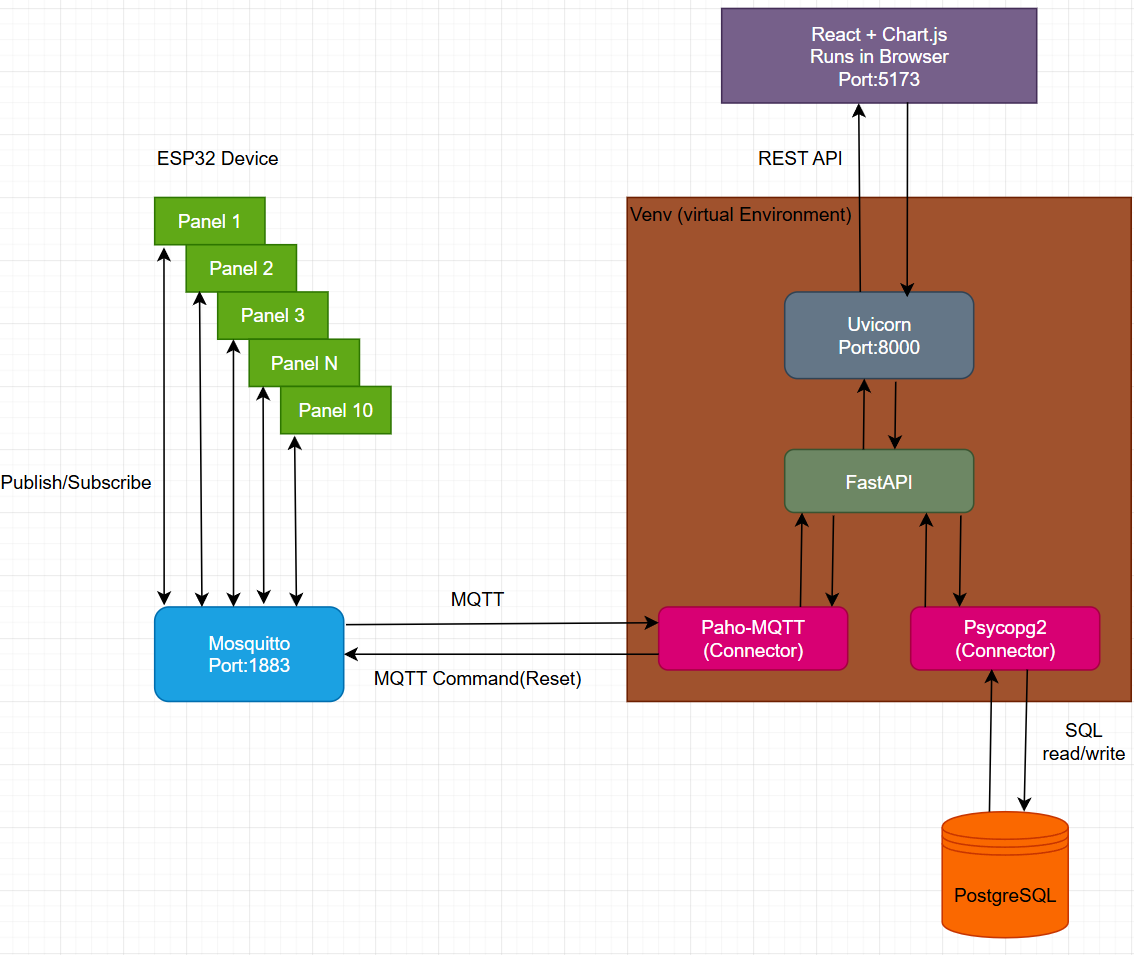 React + Chart.js
Runs in Browser
Port:5173
REST API
ESP32 Device
Panel 1
Panel 2
Panel 3
Panel N
Panel 10
Publish/Subscribe
Venv (virtual Environment)
Uvicorn
Port:8000
FastAPI
Mosquitto
Port:1883
MQTT
MQTT Command(Reset)
Paho-MQTT
(Connector)
Psycopg2
(Connector)
SQL
read/write
PostgreSQL